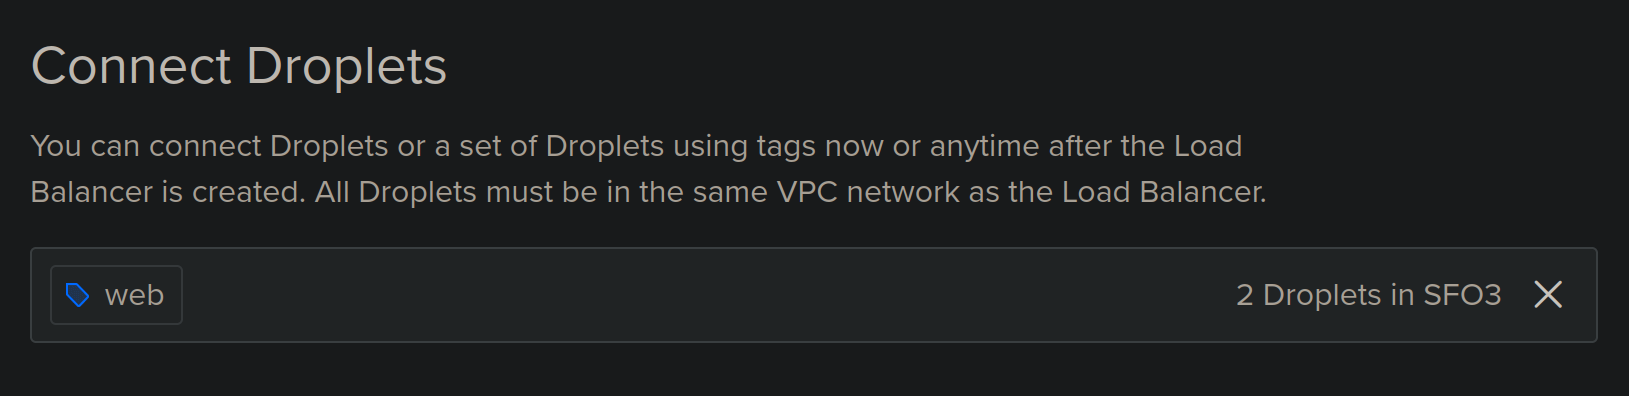 Connect Droplets
You can connect Droplets or a set of Droplets using tags now or anytime after the Load
Balancer is created. All Droplets must be in the same VPC network as the Load Balancer.
web 2 Droplets in SFO3